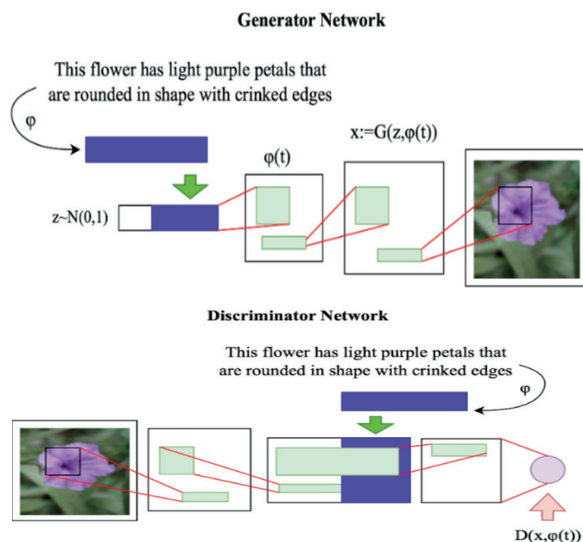 Generator Network
This flower has light purple petals that
are rounded in shape with crinked edges
φ
x:=G(z,φ(t))
φ(t)
z~N(0,1)
Discriminator Network
This flower has light purple petals that
are rounded in shape with crinked edges
φ
D(x,φ(t))